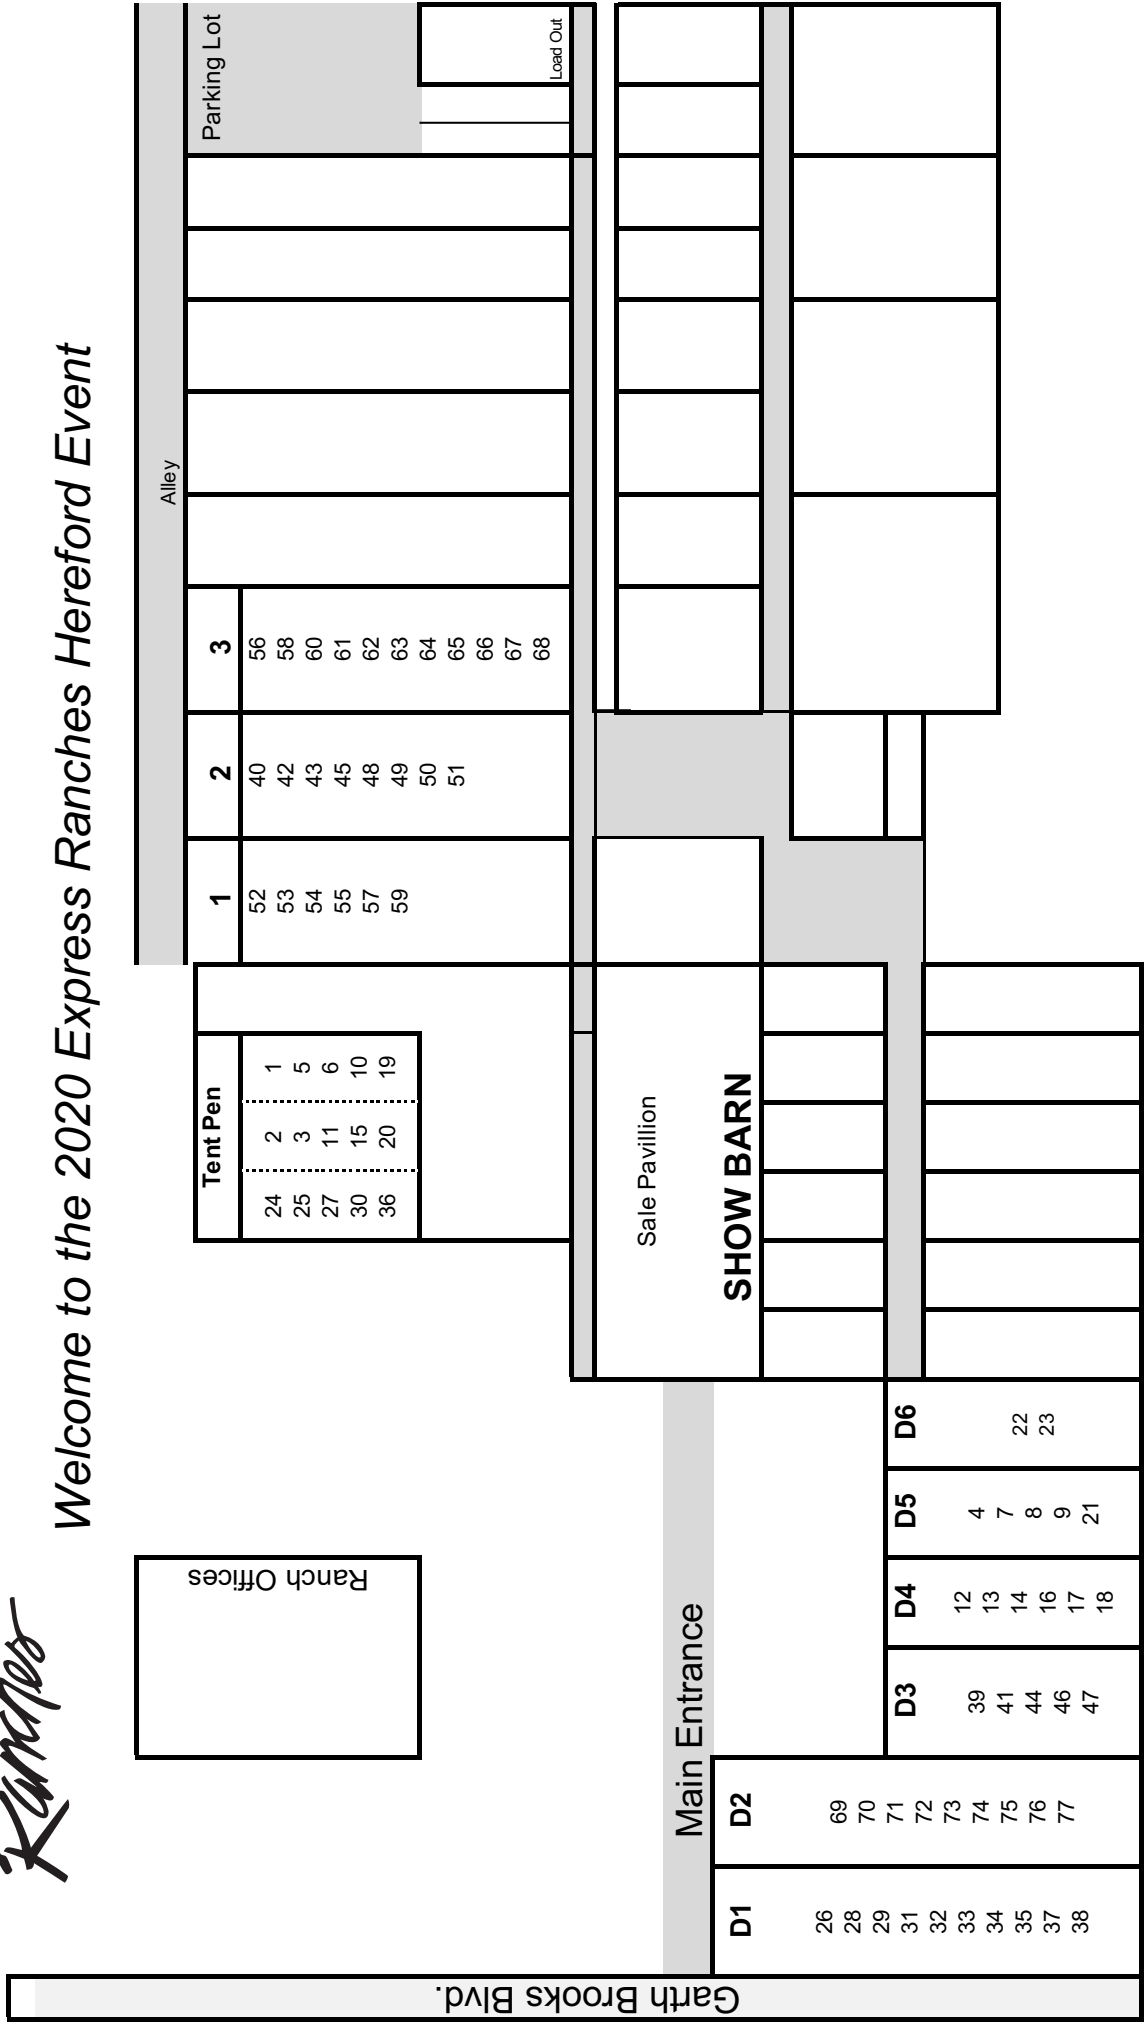 Ranches
Welcome to the 2020 Express Ranches Hereford Event
Alley
Parking Lot
Load Out
Ranch Offices
Tent Pen
24 2 1
25 3 5
27 11 6
30 15 10
36 20 19
1
52
53
54
55
57
59
2
40
42
43
45
48
49
50
51
3
56
58
60
61
62
63
64
65
66
67
68
Sale Pavillion
SHOW BARN
Main Entrance
Garth Brooks Blvd.
D1
26
28
29
31
32
33
34
35
37
38
D2
69
70
71
72
73
74
75
76
77
D3
39
41
44
46
47
D4
12
13
14
16
17
18
D5
4
7
8
9
21
D6
22
23